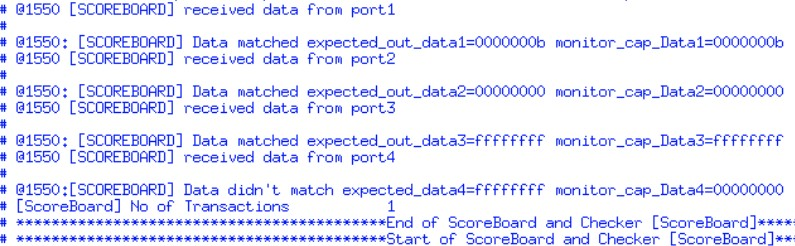 # @1550 [SCOREBOARD] received data from port1
#
# @1550: [SCOREBOARD] Data matched expected_out_data1=0000000b monitor_cap_Data1=0000000b
# @1550 [SCOREBOARD] received data from port2
#
# @1550: [SCOREBOARD] Data matched expected_out_data2=00000000 monitor_cap_Data2=00000000
# @1550 [SCOREBOARD] received data from port3
#
# @1550: [SCOREBOARD] Data matched expected_out_data3=ffffffff monitor_cap_Data3=ffffffff
# @1550 [SCOREBOARD] received data from port4
#
# @1550:[SCOREBOARD] Data didn't match expected_data4=ffffffff monitor_cap_Data4=00000000
# [ScoreBoard] No of Transactions 1
# ******************************************End of ScoreBoard and Checker [ScoreBoard]****
# ******************************************Start of ScoreBoard and Checker [ScoreBoard]**